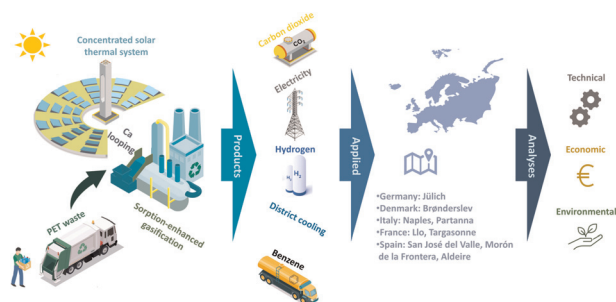 Concentrated solar
thermal system
Ca
looping
Sorption-enhanced
gasification
PET waste
Products
Carbon dioxide
CO₂
Electricity
Hydrogen
H₂
H₂
District cooling
Benzene
Applied
•Germany: Jülich
•Denmark: Brønderslev
•Italy: Naples, Partanna
•France: Llo, Targasonne
•Spain: San José del Valle, Morón
de la Frontera, Aldeire
Analyses
Technical
Economic
€
Environmental